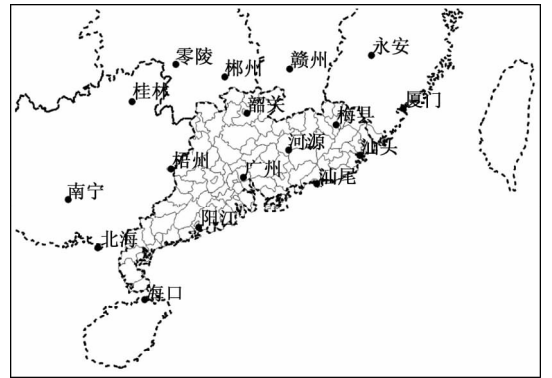 零陵
郴州
赣州
永安
桂林
韶关
梅县
厦门
河源
汕头
梧州
广州
汕尾
南宁
阳江
北海
海口